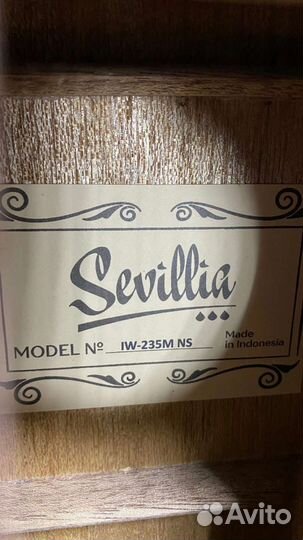 Sevillia
MODEL Nº IW-235M NS
Made
in Indonesia
Avito